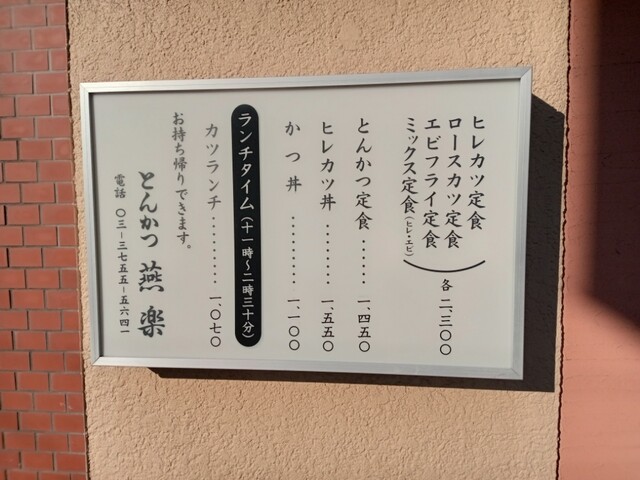 ヒレカツ定食
ロースカツ定食
エビフライ定食
ミックス定食(ヒレ・エビ)
各 二、三〇〇
とんかつ定食 ‥‥‥ 一、四五〇
ヒレカツ丼 ‥‥‥‥ 一、五五〇
かつ丼 ‥‥‥‥‥ 一、一〇〇
ランチタイム(十一時～二時三十分)
カツランチ ‥‥‥‥‥ 一、〇七〇
お持ち帰りできます。
とんかつ 燕楽
電話 〇三ー三七五五ー五六四一